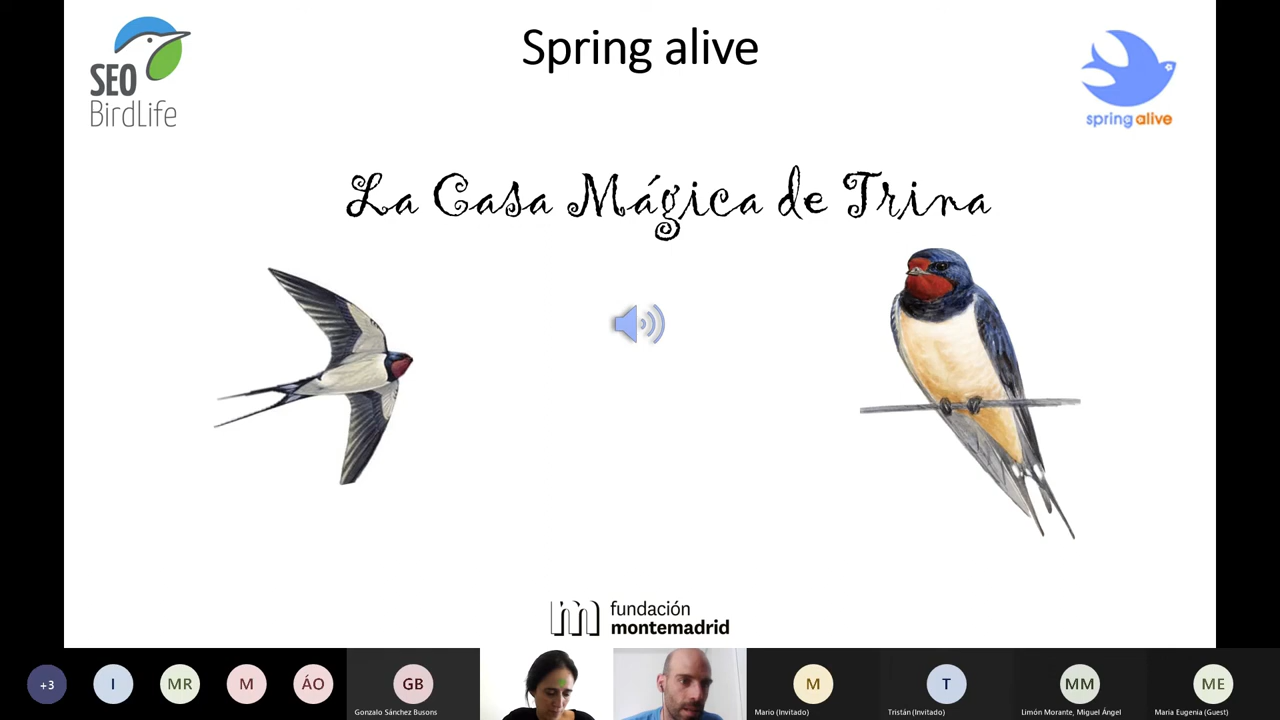 Spring alive
SEO
BirdLife
spring alive
La Casa Mágica de Trina
m fundación
montemadrid
+3
I
MR
M
ÁO
GB
Gonzalo Sánchez Busons
M
Mario (Invitado)
T
Tristán (Invitado)
MM
Limón Morante, Miguel Ángel
ME
María Eugenia (Guest)